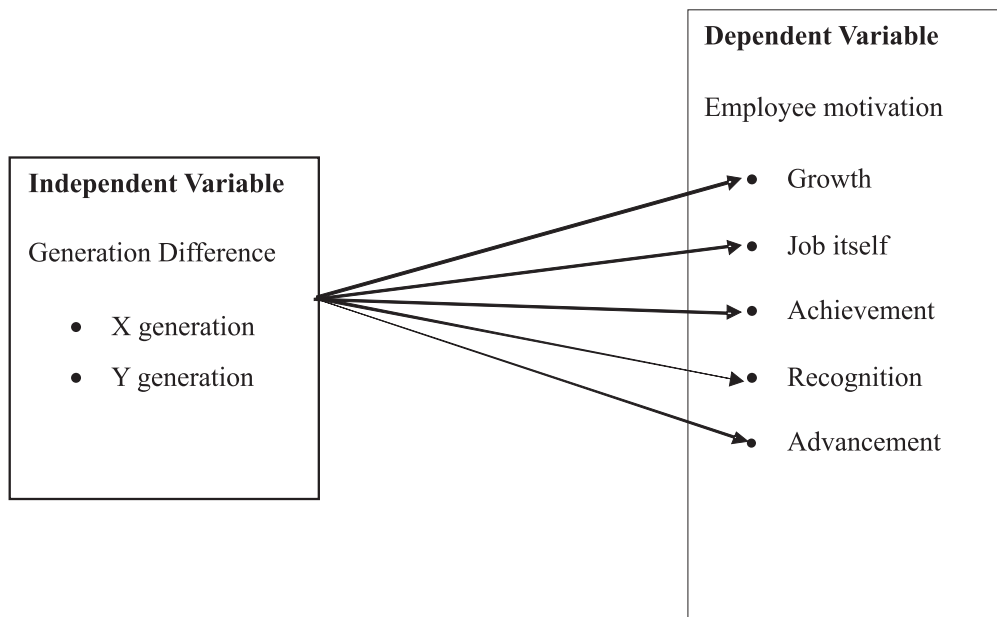 Independent Variable
Generation Difference
• X generation
• Y generation
Dependent Variable
Employee motivation
• Growth
• Job itself
• Achievement
• Recognition
• Advancement